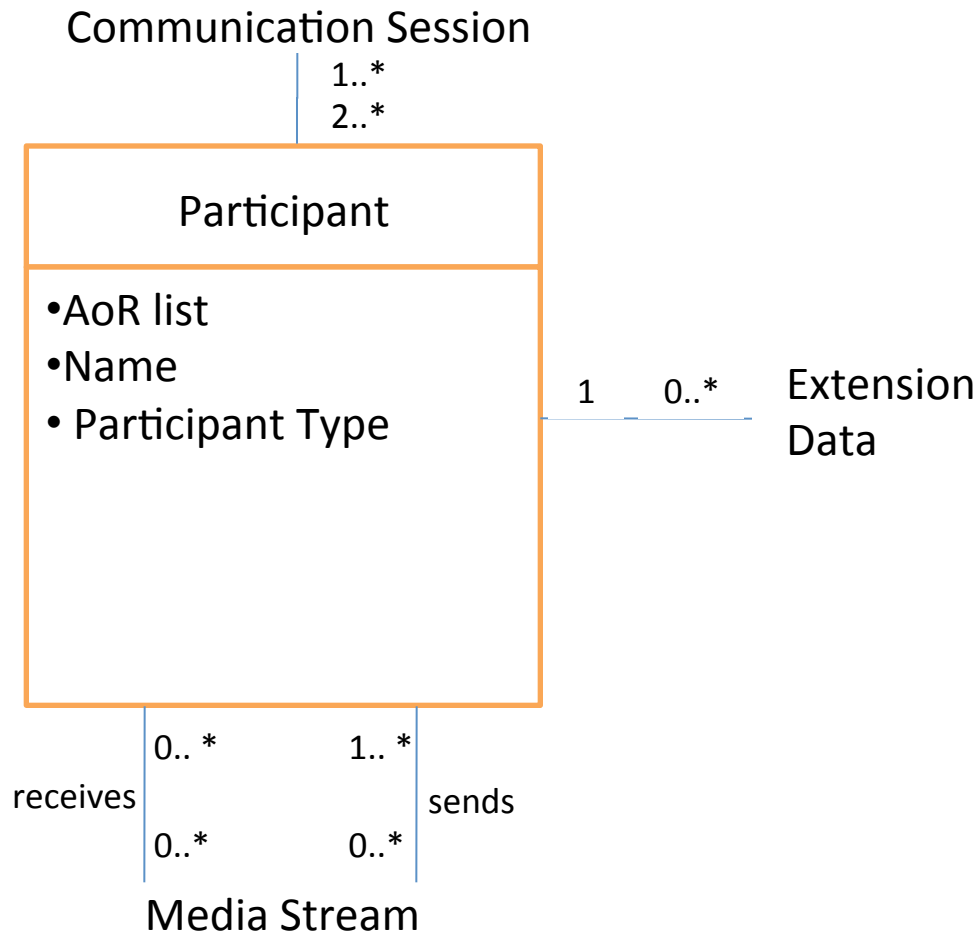 Communication Session
1..*
2..*
Participant
•AoR list
•Name
• Participant Type
1 0..* Extension
Data
0.. * 1.. *
receives sends
0..* 0..*
Media Stream